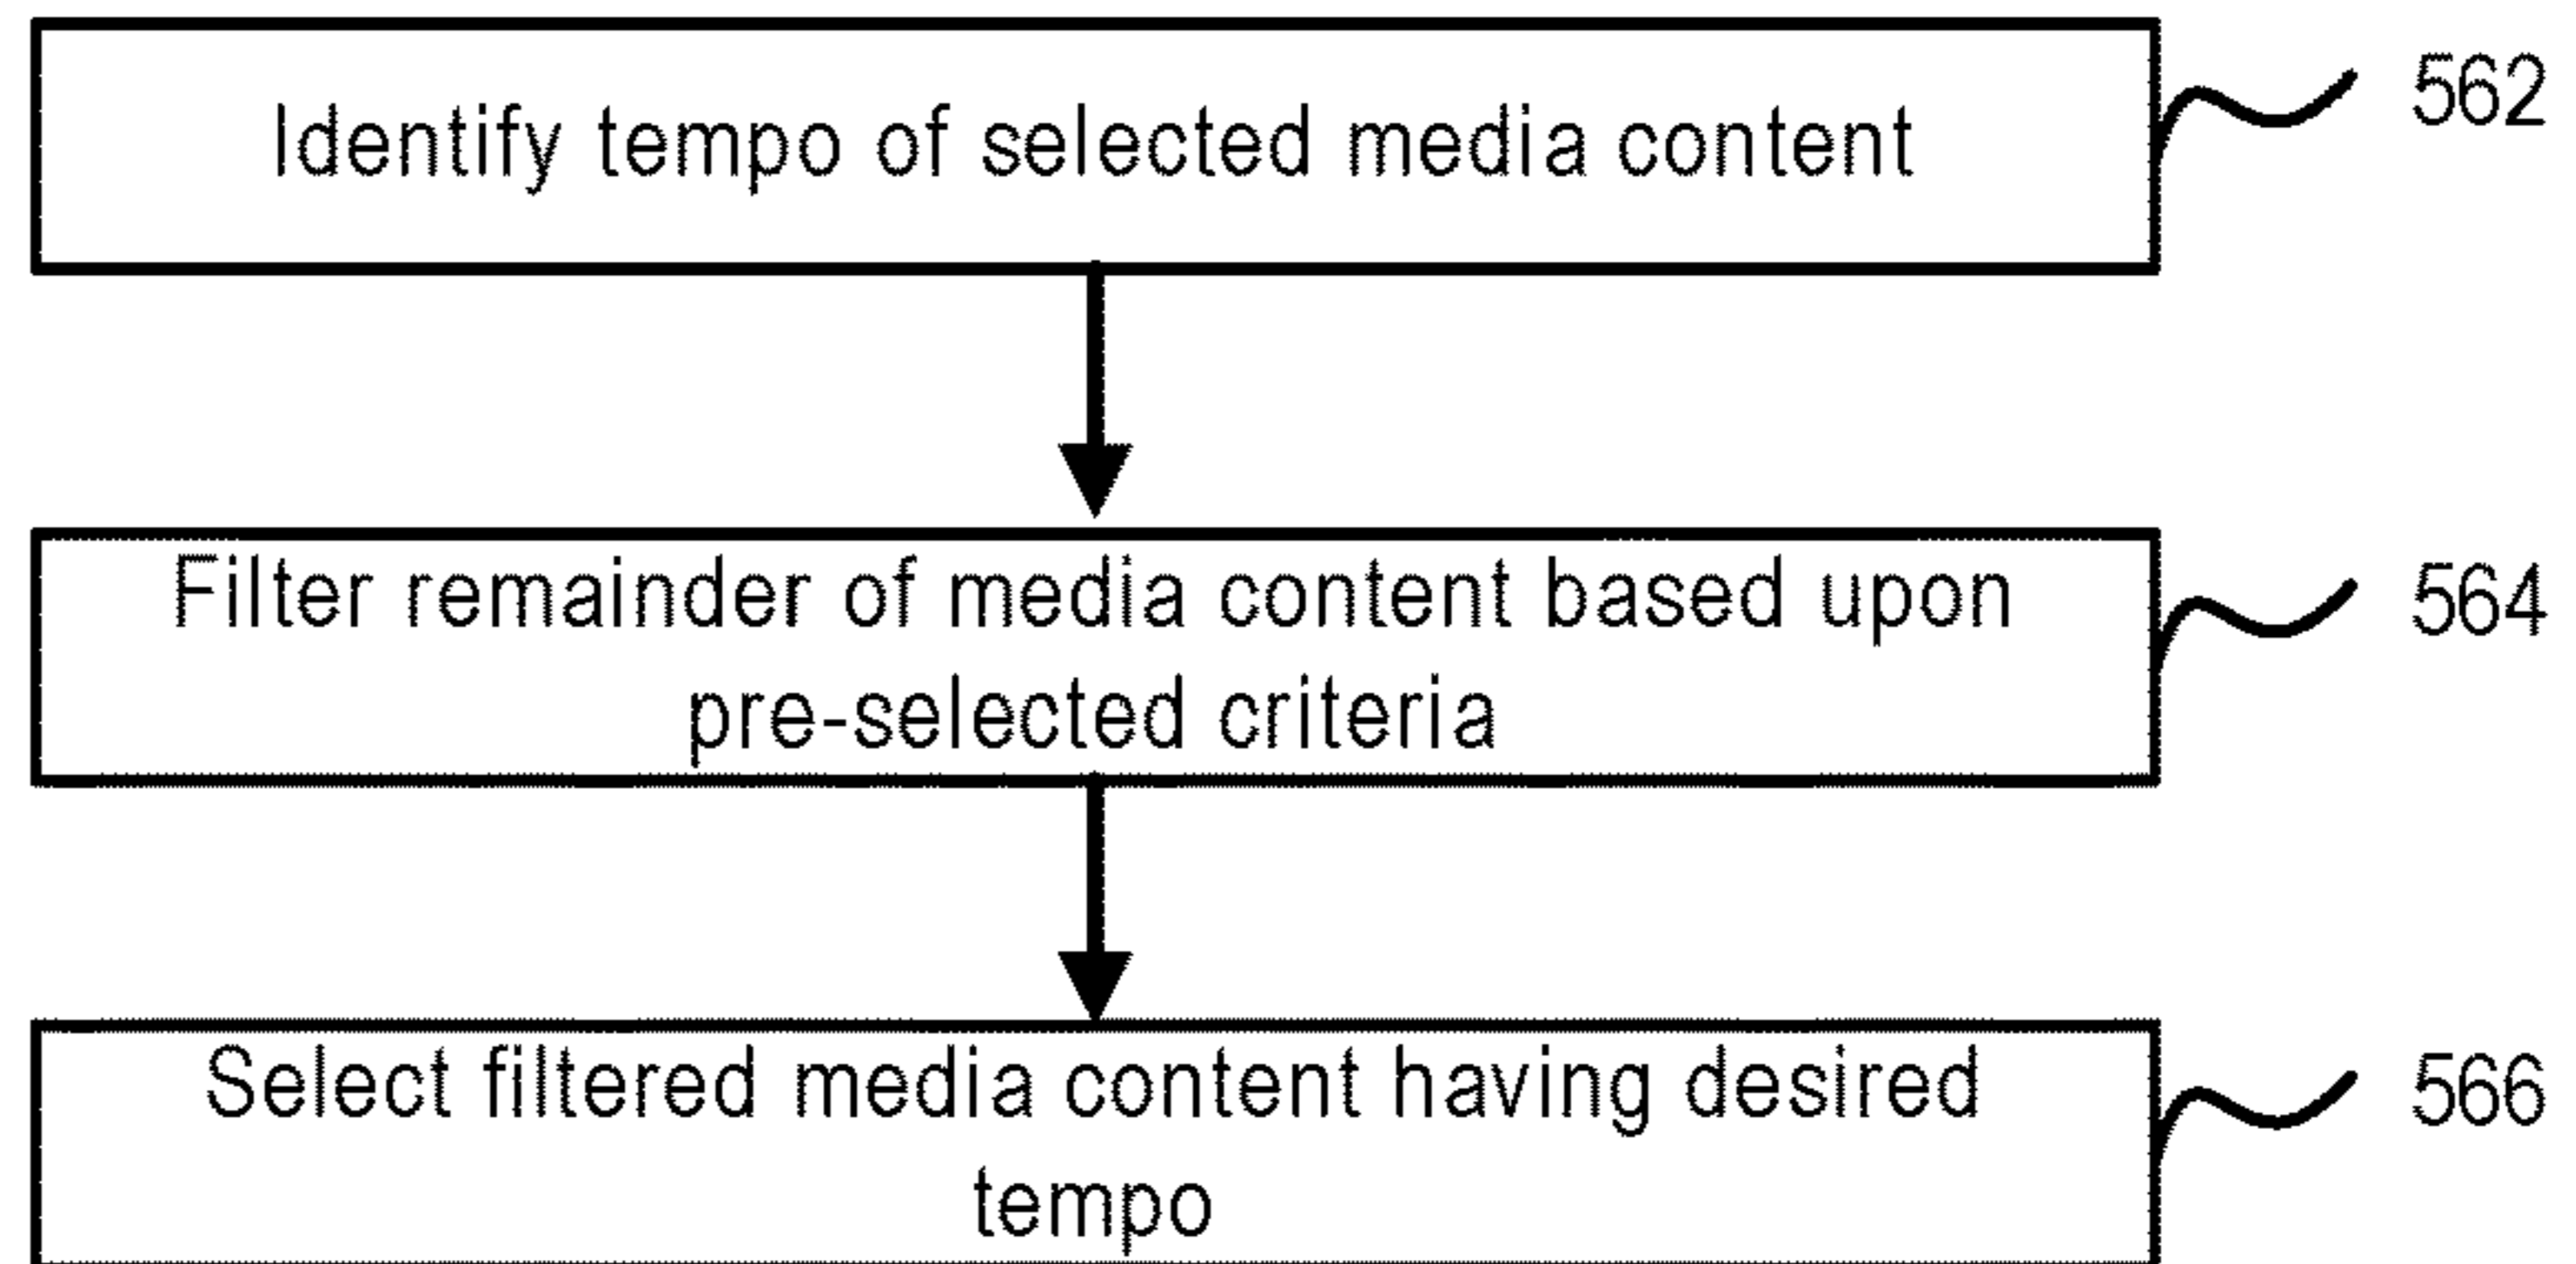 Identify tempo of selected media content
562
Filter remainder of media content based upon
pre-selected criteria
564
Select filtered media content having desired
tempo
566